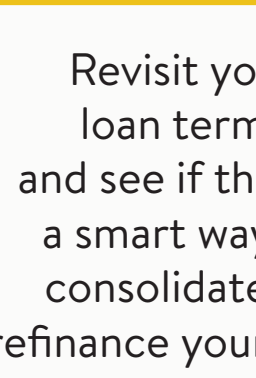 Revisit yo
loan term
and see if th
a smart way
consolidate
refinance your